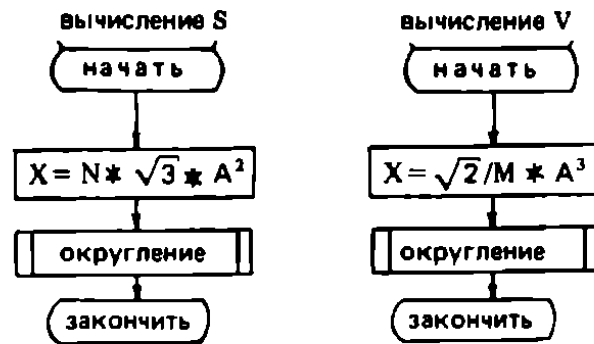 вычисление S
начать
X = N * √3 * A²
округление
закончить
вычисление V
начать
X = √2 /M * A³
округление
закончить